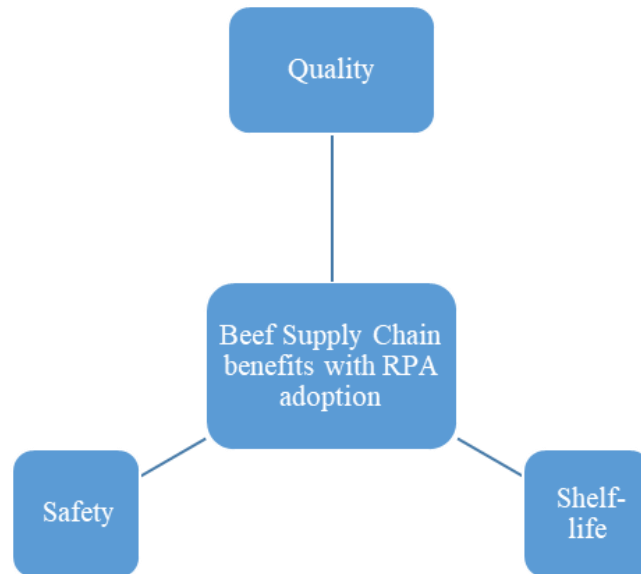 Quality
Beef Supply Chain
benefits with RPA
adoption
Safety
Shelf-
life